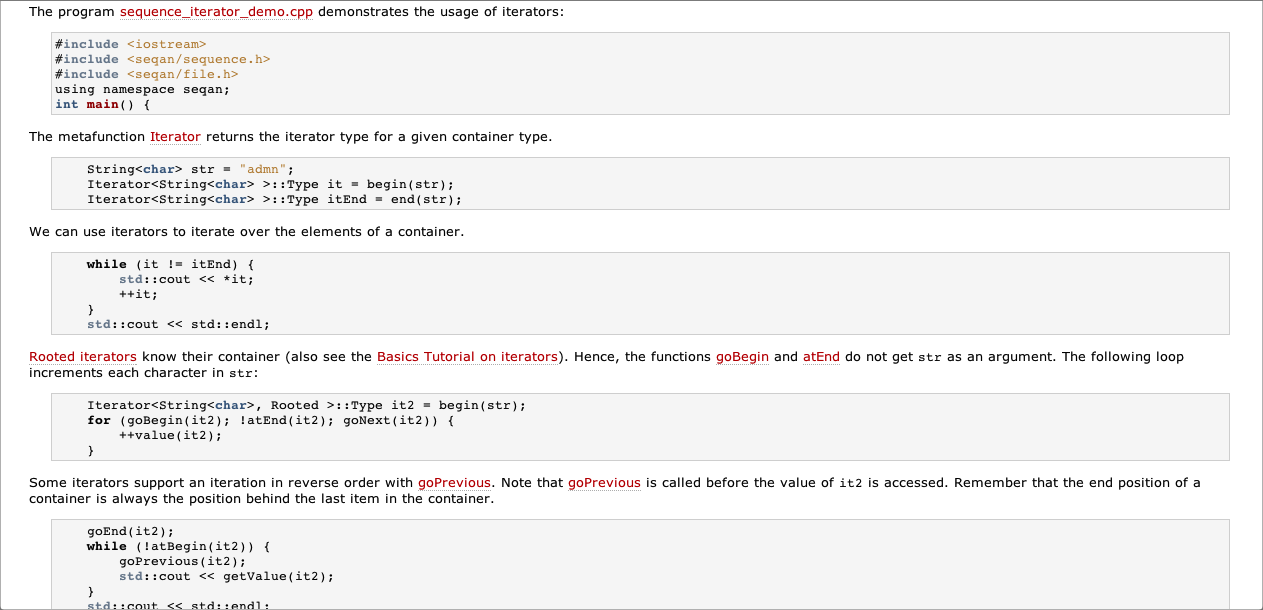 The program sequence_iterator_demo.cpp demonstrates the usage of iterators:
#include <iostream>
#include <seqan/sequence.h>
#include <seqan/file.h>
using namespace seqan;
int main() {
The metafunction Iterator returns the iterator type for a given container type.
    String<char> str = "admn";
    Iterator<String<char> >::Type it = begin(str);
    Iterator<String<char> >::Type itEnd = end(str);
We can use iterators to iterate over the elements of a container.
    while (it != itEnd) {
        std::cout << *it;
        ++it;
    }
    std::cout << std::endl;
Rooted iterators know their container (also see the Basics Tutorial on iterators). Hence, the functions goBegin and atEnd do not get str as an argument. The following loop
increments each character in str:
    Iterator<String<char>, Rooted >::Type it2 = begin(str);
    for (goBegin(it2); !atEnd(it2); goNext(it2)) {
        ++value(it2);
    }
Some iterators support an iteration in reverse order with goPrevious. Note that goPrevious is called before the value of it2 is accessed. Remember that the end position of a
container is always the position behind the last item in the container.
    goEnd(it2);
    while (!atBegin(it2)) {
        goPrevious(it2);
        std::cout << getValue(it2);
    }
    std::cout << std::endl;